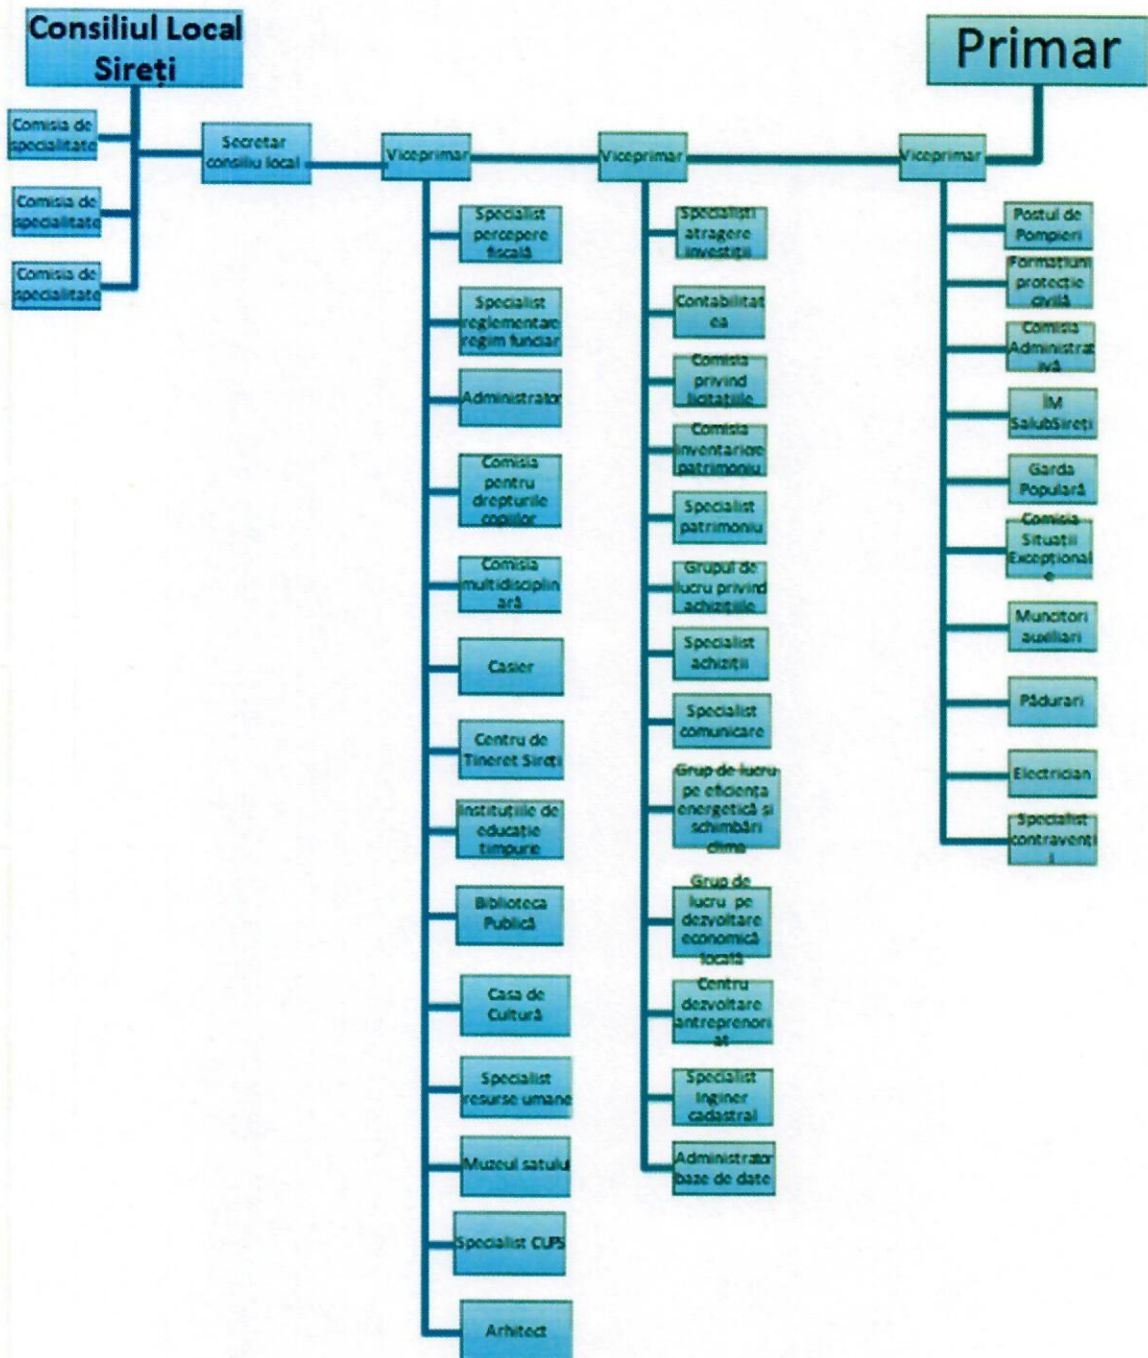 Consiliul Local
Sireți
Primar
Comisia de
specialitate
Comisia de
specialitate
Comisia de
specialitate
Secretar
consiliu local
Viceprimar
Viceprimar
Viceprimar
Specialist
percepere
fiscală
Specialist
reglementare
regim funciar
Administrator
Comisia
pentru
drepturile
copiilor
Comisia
multidisciplin
ară
Casier
Centru de
Tineret Sireți
Instituțiile de
educație
timpurie
Biblioteca
Publică
Casa de
Cultură
Specialist
resurse umane
Muzeul satului
Specialist CUPS
Arhitect
Specialiști
atragere
investiții
Contabilitat
ea
Comisia
privind
licitațiile
Comisia
inventariere
patrimoniu
Specialist
patrimoniu
Grupul de
lucru privind
achizițiile
Specialist
achiziții
Specialist
comunicare
Grup de lucru
pe eficiența
energetică și
schimbări
clima
Grup de
lucru pe
dezvoltare
economică
locală
Centru
dezvoltare
antreprenori
at
Specialist
Inginer
cadastral
Administrator
baze de date
Postul de
Pompieri
Formațiuni
protecție
civilă
Comisia
Administrat
ivă
ÎM
SalubSireți
Garda
Populară
Comisia
Situații
Excepțional
e
Muncitori
auxiliari
Pădurari
Electrician
Specialist
contravenți
i